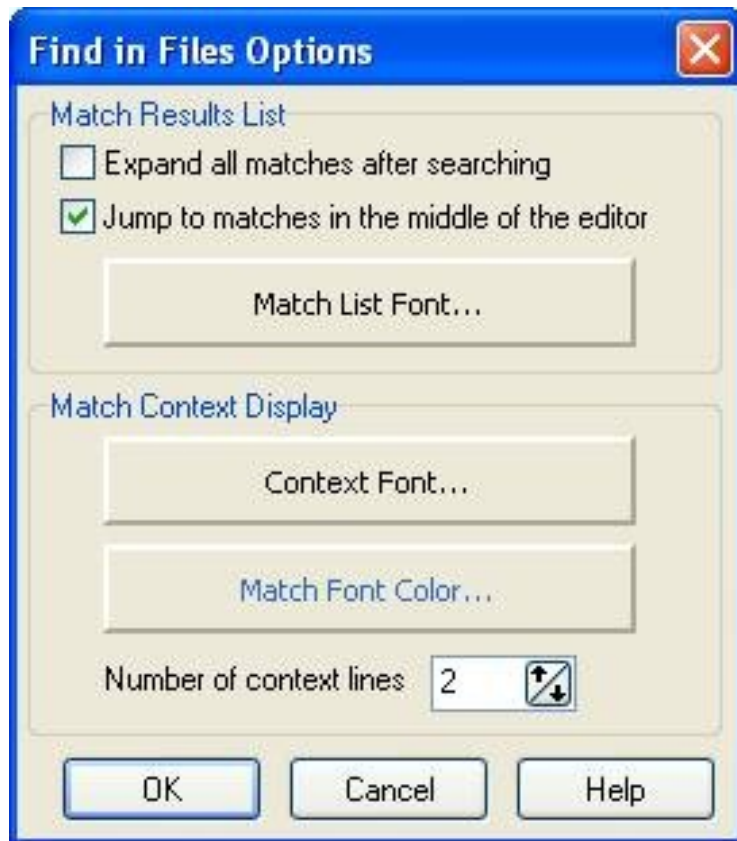 Find in Files Options
Match Results List
Expand all matches after searching
Jump to matches in the middle of the editor
Match List Font...
Match Context Display
Context Font...
Match Font Color...
Number of context lines 2
OK Cancel Help